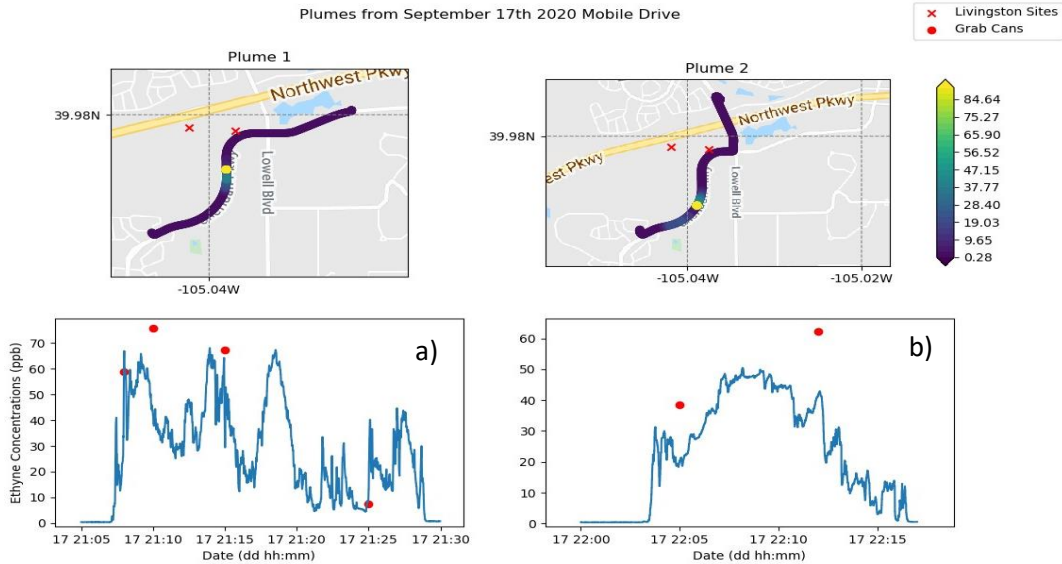 Plumes from September 17th 2020 Mobile Drive
Livingston Sites
Grab Cans
Plume 1
Plume 2
Northwest Pkwy
39.98N
Lowell Blvd
-105.04W
Northwest Pkwy
39.98N
est Pkwy
Lowell Blvd
-105.04W
-105.02W
84.64
75.27
65.90
56.52
47.15
37.77
28.40
19.03
9.65
0.28
a)
Ethyne Concentrations (ppb)
70
60
50
40
30
20
10
0
17 21:05
17 21:10
17 21:15
17 21:20
17 21:25
17 21:30
Date (dd hh:mm)
b)
60
50
40
30
20
10
0
17 22:00
17 22:05
17 22:10
17 22:15
Date (dd hh:mm)